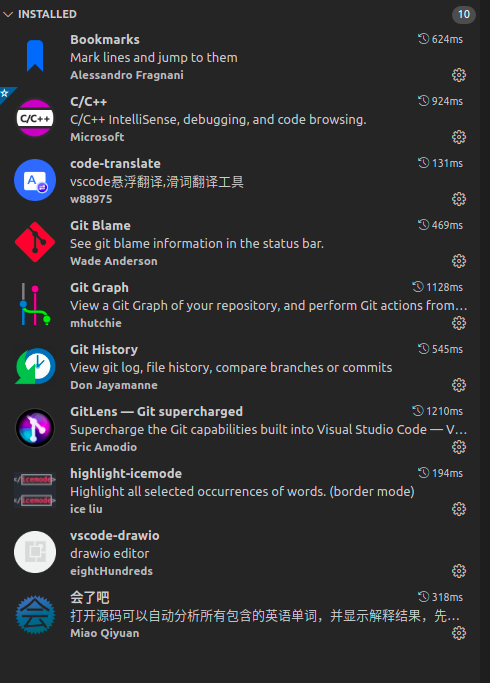 INSTALLED 10
Bookmarks 624ms
Mark lines and jump to them
Alessandro Fragnani
C/C++ 924ms
C/C++
C/C++ IntelliSense, debugging, and code browsing.
Microsoft
code-translate 131ms
A
vscode悬浮翻译,滑词翻译工具
w88975
Git Blame 469ms
See git blame information in the status bar.
Wade Anderson
Git Graph 1128ms
View a Git Graph of your repository, and perform Git actions from…
mhutchie
Git History 545ms
View git log, file history, compare branches or commits
Don Jayamanne
GitLens — Git supercharged 1210ms
Supercharge the Git capabilities built into Visual Studio Code — V…
Eric Amodio
highlight-icemode 194ms
</icemode>
Highlight all selected occurrences of words. (border mode)
</icemode>
ice liu
vscode-drawio
drawio editor
eightHundreds
会了吧 318ms
会
打开源码可以自动分析所有包含的英语单词，并显示解释结果，先…
Miao Qiyuan